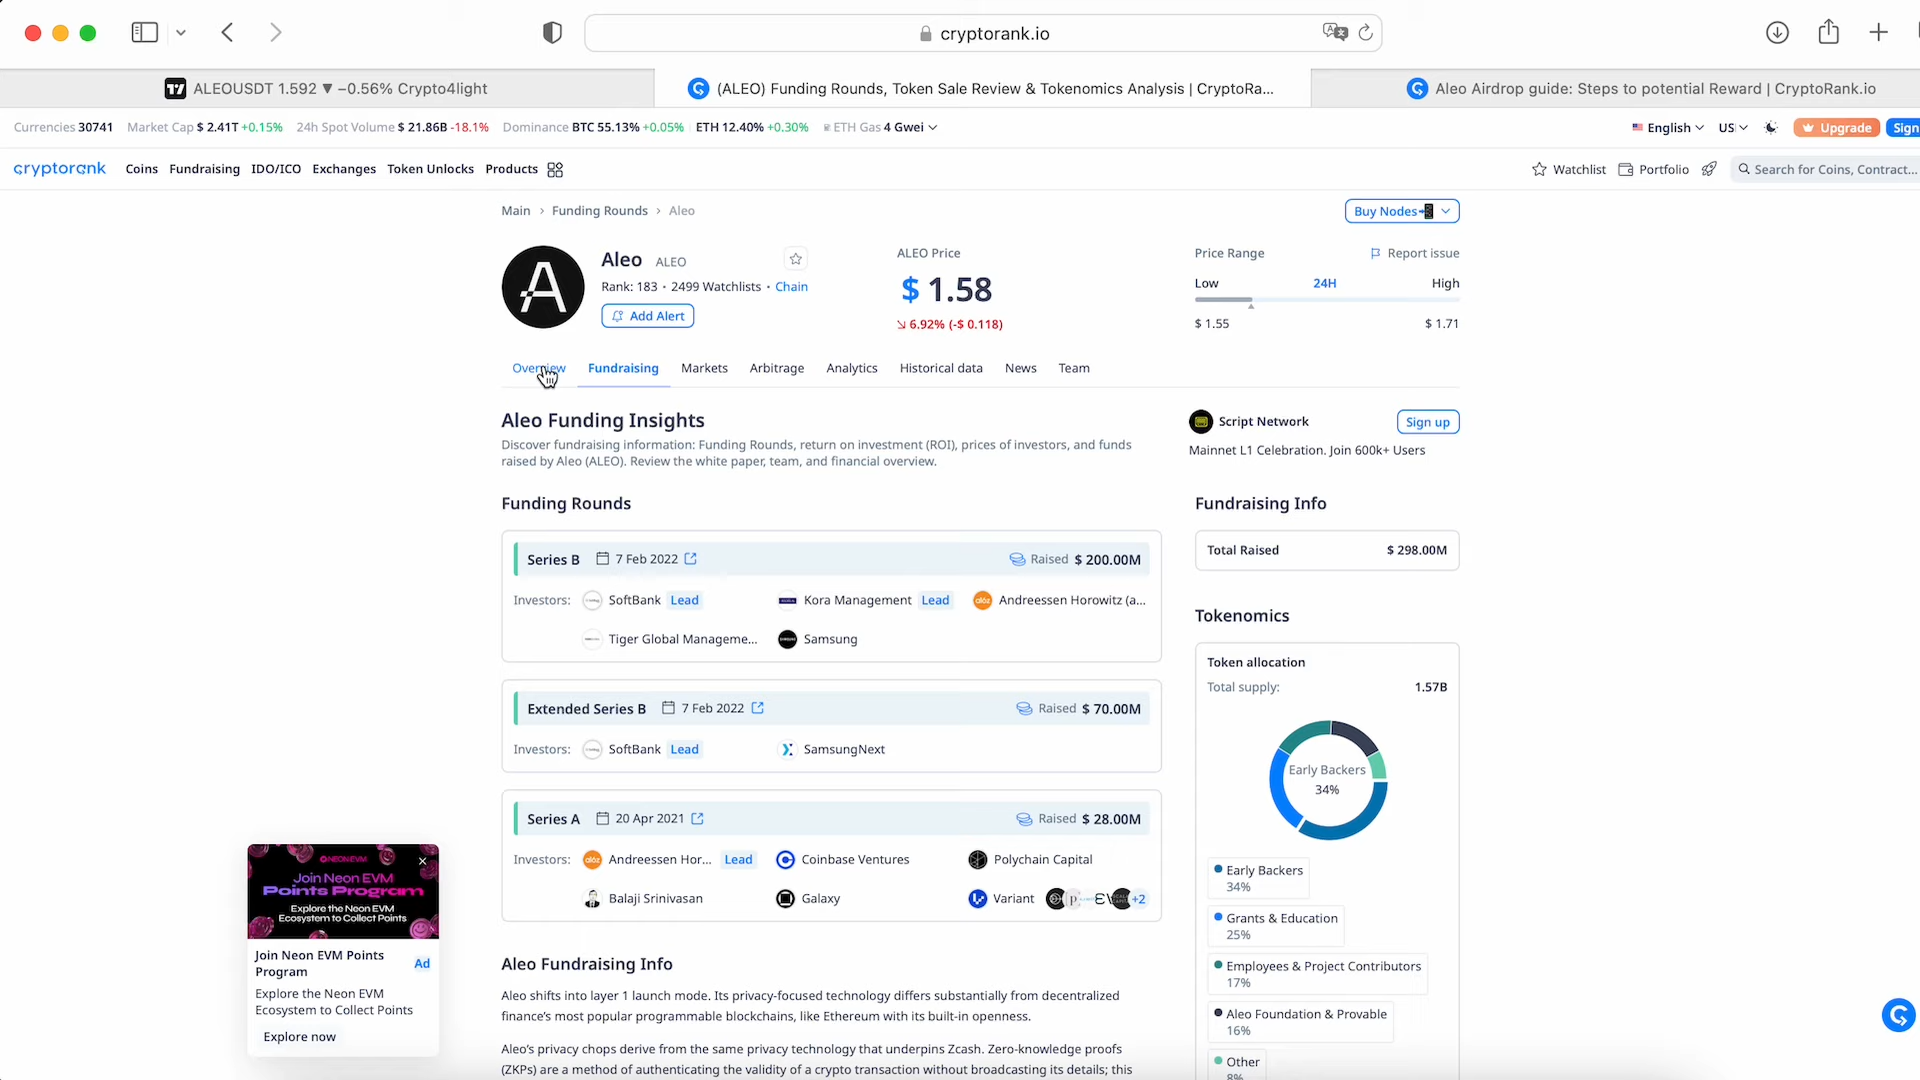 cryptorank.io
ALEOUSDT 1.592 ▼ −0.56% Crypto4light
(ALEO) Funding Rounds, Token Sale Review & Tokenomics Analysis | CryptoRa...
Aleo Airdrop guide: Steps to potential Reward | CryptoRank.io
Currencies 30741 Market Cap $ 2.41T +0.15% 24h Spot Volume $ 21.86B -18.1% Dominance BTC 55.13% +0.05% ETH 12.40% +0.30% ETH Gas 4 Gwei
English US Upgrade Sign
cryptorank Coins Fundraising IDO/ICO Exchanges Token Unlocks Products
Watchlist Portfolio Search for Coins, Contract...
Main › Funding Rounds › Aleo
Buy Nodes
Aleo ALEO
Rank: 183 • 2499 Watchlists • Chain
Add Alert
ALEO Price
$ 1.58
6.92% (-$ 0.118)
Price Range Report issue
Low 24H High
$ 1.55 $ 1.71
Overview Fundraising Markets Arbitrage Analytics Historical data News Team
Aleo Funding Insights
Discover fundraising information: Funding Rounds, return on investment (ROI), prices of investors, and funds
raised by Aleo (ALEO). Review the white paper, team, and financial overview.
Script Network Sign up
Mainnet L1 Celebration. Join 600k+ Users
Funding Rounds
Series B 7 Feb 2022 Raised $ 200.00M
Investors: SoftBank Lead Kora Management Lead Andreessen Horowitz (a...
Tiger Global Manageme... Samsung
Extended Series B 7 Feb 2022 Raised $ 70.00M
Investors: SoftBank Lead SamsungNext
Series A 20 Apr 2021 Raised $ 28.00M
Investors: Andreessen Hor... Lead Coinbase Ventures Polychain Capital
Balaji Srinivasan Galaxy Variant +2
Aleo Fundraising Info
Aleo shifts into layer 1 launch mode. Its privacy-focused technology differs substantially from decentralized
finance’s most popular programmable blockchains, like Ethereum with its built-in openness.
Aleo’s privacy chops derive from the same privacy technology that underpins Zcash. Zero-knowledge proofs
(ZKPs) are a method of authenticating the validity of a crypto transaction without broadcasting its details; this
Fundraising Info
Total Raised $ 298.00M
Tokenomics
Token allocation
Total supply: 1.57B
Early Backers
34%
Early Backers
34%
Grants & Education
25%
Employees & Project Contributors
17%
Aleo Foundation & Provable
16%
Other
8%
NEON EVM
Join Neon EVM
Points Program
Explore the Neon EVM
Ecosystem to Collect Points
Join Neon EVM Points
Program
Ad
Explore the Neon EVM
Ecosystem to Collect Points
Explore now